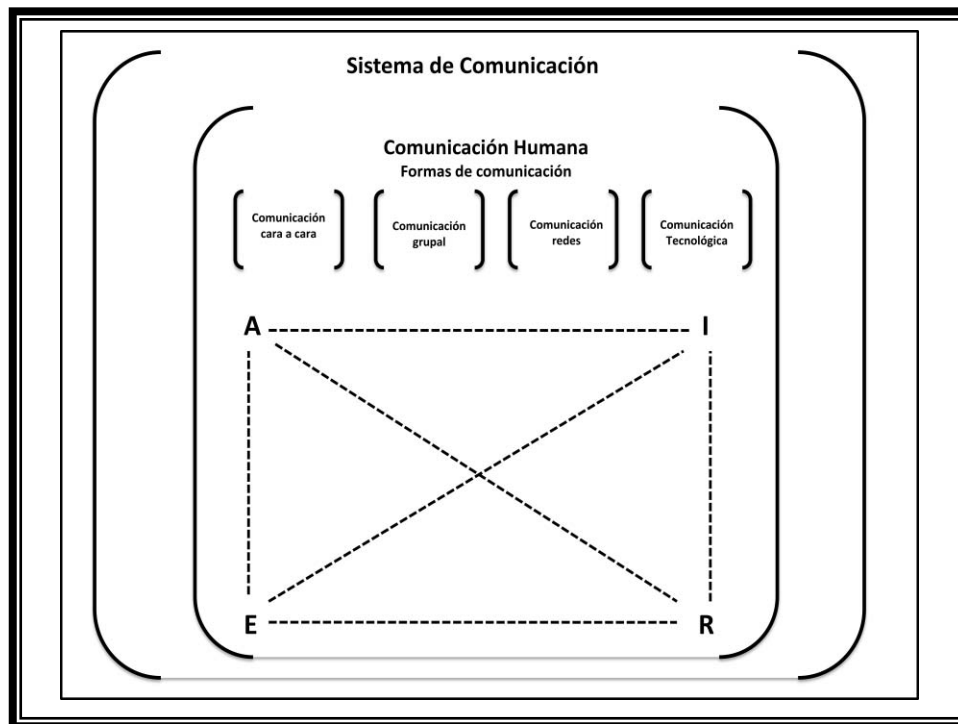 Sistema de Comunicación
Comunicación Humana
Formas de comunicación
Comunicación
cara a cara
Comunicación
grupal
Comunicación
redes
Comunicación
Tecnológica
A
I
E
R